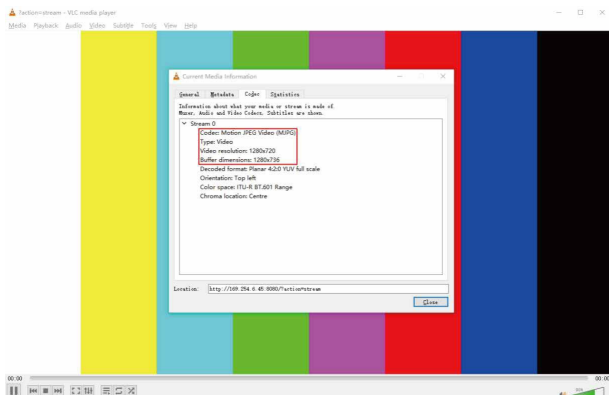 ?action=stream - VLC media player
Media Playback Audio Video Subtitle Tools View Help
Current Media Information
General Metadata Codec Statistics
Information about what your media or stream is made of.
Muxer, Audio and Video Codecs, Subtitles are shown.
Stream 0
Codec: Motion JPEG Video (MJPG)
Type: Video
Video resolution: 1280x720
Buffer dimensions: 1280x736
Decoded format: Planar 4:2:0 YUV full scale
Orientation: Top left
Color space: ITU-R BT.601 Range
Chroma location: Centre
Location: http://169.254.6.45:8080/?action=stream
Close
00:00 00:00